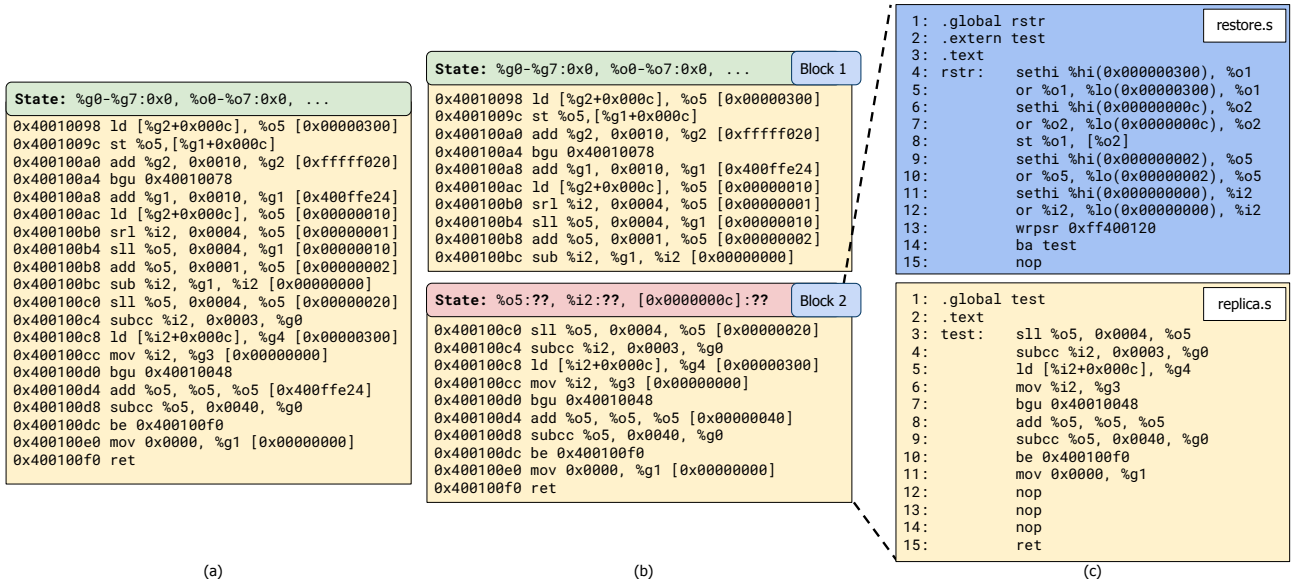 State: %g0-%g7:0x0, %o0-%o7:0x0, ...
0x40010098 ld [%g2+0x000c], %o5 [0x00000300]
0x4001009c st %o5,[%g1+0x000c]
0x400100a0 add %g2, 0x0010, %g2 [0xfffff020]
0x400100a4 bgu 0x40010078
0x400100a8 add %g1, 0x0010, %g1 [0x400ffe24]
0x400100ac ld [%g2+0x000c], %o5 [0x00000010]
0x400100b0 srl %i2, 0x0004, %o5 [0x00000001]
0x400100b4 sll %o5, 0x0004, %g1 [0x00000010]
0x400100b8 add %o5, 0x0001, %o5 [0x00000002]
0x400100bc sub %i2, %g1, %i2 [0x00000000]
0x400100c0 sll %o5, 0x0004, %o5 [0x00000020]
0x400100c4 subcc %i2, 0x0003, %g0
0x400100c8 ld [%i2+0x000c], %g4 [0x00000300]
0x400100cc mov %i2, %g3 [0x00000000]
0x400100d0 bgu 0x40010048
0x400100d4 add %o5, %o5, %o5 [0x400ffe24]
0x400100d8 subcc %o5, 0x0040, %g0
0x400100dc be 0x400100f0
0x400100e0 mov 0x0000, %g1 [0x00000000]
0x400100f0 ret
(a)
State: %g0-%g7:0x0, %o0-%o7:0x0, ...
Block 1
0x40010098 ld [%g2+0x000c], %o5 [0x00000300]
0x4001009c st %o5,[%g1+0x000c]
0x400100a0 add %g2, 0x0010, %g2 [0xfffff020]
0x400100a4 bgu 0x40010078
0x400100a8 add %g1, 0x0010, %g1 [0x400ffe24]
0x400100ac ld [%g2+0x000c], %o5 [0x00000010]
0x400100b0 srl %i2, 0x0004, %o5 [0x00000001]
0x400100b4 sll %o5, 0x0004, %g1 [0x00000010]
0x400100b8 add %o5, 0x0001, %o5 [0x00000002]
0x400100bc sub %i2, %g1, %i2 [0x00000000]
State: %o5:??, %i2:??, [0x0000000c]:??
Block 2
0x400100c0 sll %o5, 0x0004, %o5 [0x00000020]
0x400100c4 subcc %i2, 0x0003, %g0
0x400100c8 ld [%i2+0x000c], %g4 [0x00000300]
0x400100cc mov %i2, %g3 [0x00000000]
0x400100d0 bgu 0x40010048
0x400100d4 add %o5, %o5, %o5 [0x00000040]
0x400100d8 subcc %o5, 0x0040, %g0
0x400100dc be 0x400100f0
0x400100e0 mov 0x0000, %g1 [0x00000000]
0x400100f0 ret
(b)
restore.s
1: .global rstr
2: .extern test
3: .text
4: rstr: sethi %hi(0x000000300), %o1
5: or %o1, %lo(0x00000300), %o1
6: sethi %hi(0x00000000c), %o2
7: or %o2, %lo(0x0000000c), %o2
8: st %o1, [%o2]
9: sethi %hi(0x000000002), %o5
10: or %o5, %lo(0x00000002), %o5
11: sethi %hi(0x000000000), %i2
12: or %i2, %lo(0x00000000), %i2
13: wrpsr 0xff400120
14: ba test
15: nop
replica.s
1: .global test
2: .text
3: test: sll %o5, 0x0004, %o5
4: subcc %i2, 0x0003, %g0
5: ld [%i2+0x000c], %g4
6: mov %i2, %g3
7: bgu 0x40010048
8: add %o5, %o5, %o5
9: subcc %o5, 0x0040, %g0
10: be 0x400100f0
11: mov 0x0000, %g1
12: nop
13: nop
14: nop
15: ret
(c)